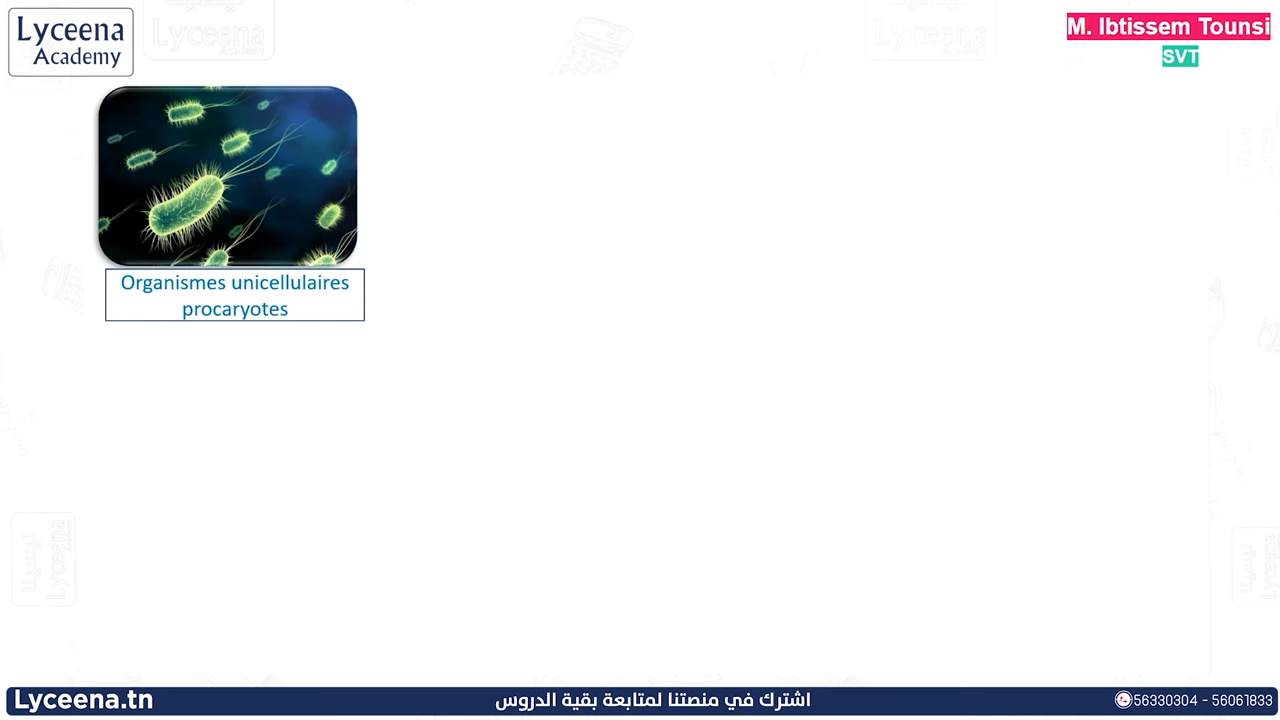 Lyceena
Academy
M. Ibtissem Tounsi
SVT
Organismes unicellulaires
procaryotes
Lyceena.tn
اشترك في منصتنا لمتابعة بقية الدروس
56330304 - 56061833